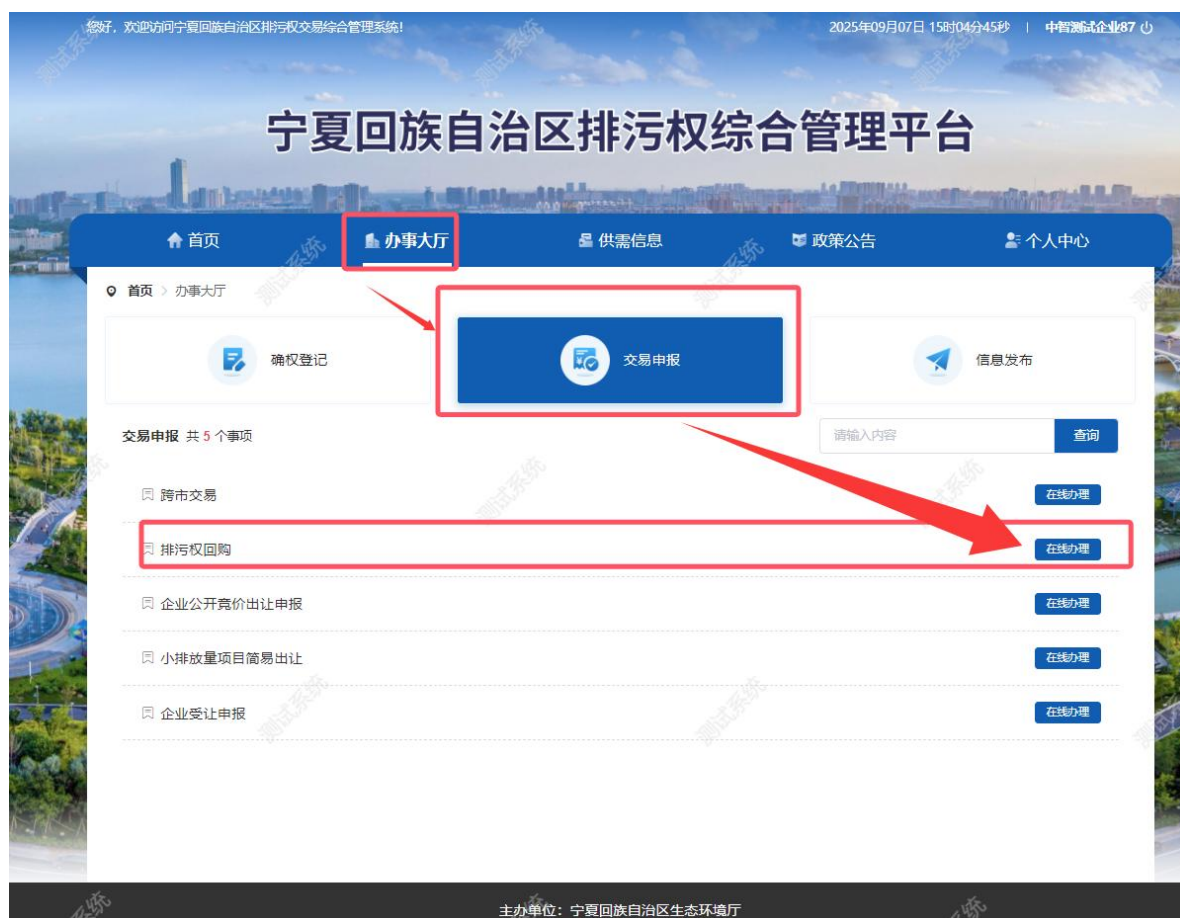 您好，欢迎访问宁夏回族自治区排污权交易综合管理系统！ 2025年09月07日 15时04分45秒 | 中智测试企业87
宁夏回族自治区排污权综合管理平台
首页 办事大厅 供需信息 政策公告 个人中心
首页 > 办事大厅
确权登记 交易申报 信息发布
交易申报 共 5 个事项 请输入内容 查询
跨市交易 在线办理
排污权回购 在线办理
企业公开竞价出让申报 在线办理
小排放量项目简易出让 在线办理
企业受让申报 在线办理
主办单位：宁夏回族自治区生态环境厅
测试系统